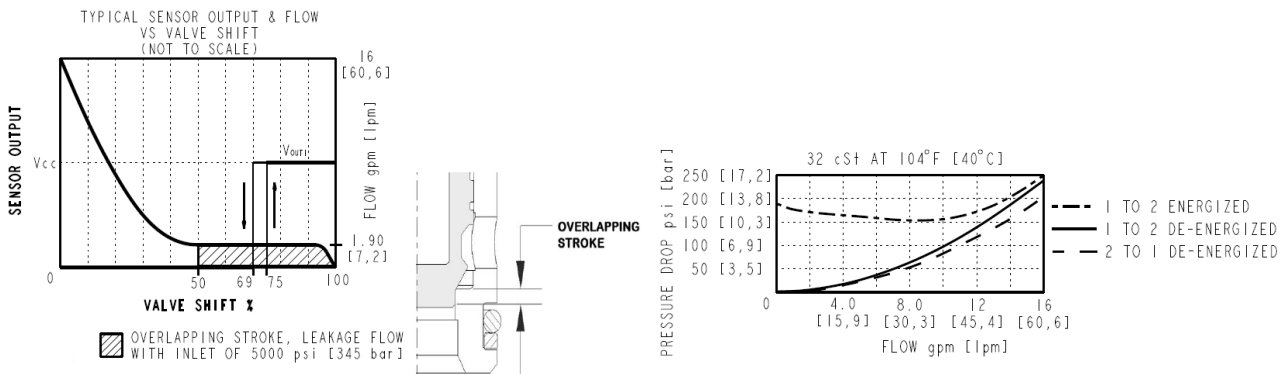 TYPICAL SENSOR OUTPUT & FLOW
VS VALVE SHIFT
(NOT TO SCALE)
SENSOR OUTPUT
Vcc
VOUT1
16
[60,6]
FLOW gpm [lpm]
1.90
[7,2]
0
50
69
75
100
VALVE SHIFT %
OVERLAPPING STROKE, LEAKAGE FLOW
WITH INLET OF 5000 psi [345 bar]
OVERLAPPING
STROKE
32 cSt AT 104°F [40°C]
PRESSURE DROP psi [bar]
250 [17,2]
200 [13,8]
150 [10,3]
100 [6,9]
50 [3,5]
0
4.0
8.0
12
16
[15,9]
[30,3]
[45,4]
[60,6]
FLOW gpm [lpm]
1 TO 2 ENERGIZED
1 TO 2 DE-ENERGIZED
2 TO 1 DE-ENERGIZED